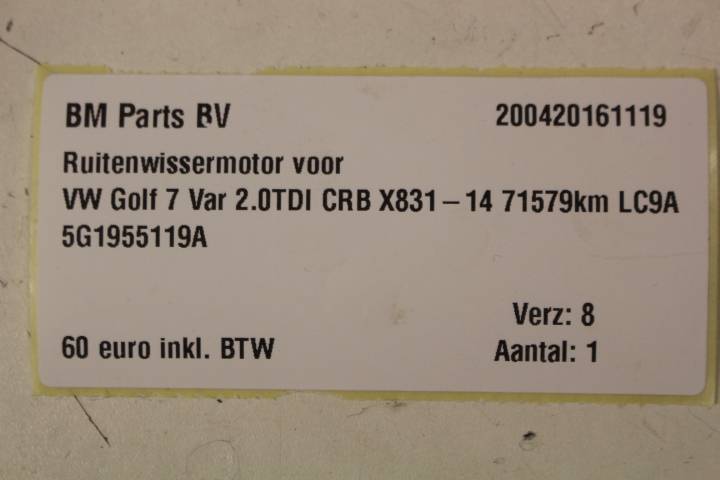 BM Parts BV 200420161119
Ruitenwissermotor voor
VW Golf 7 Var 2.0TDI CRB X831-14 71579km LC9A
5G1955119A
Verz: 8
60 euro inkl. BTW Aantal: 1